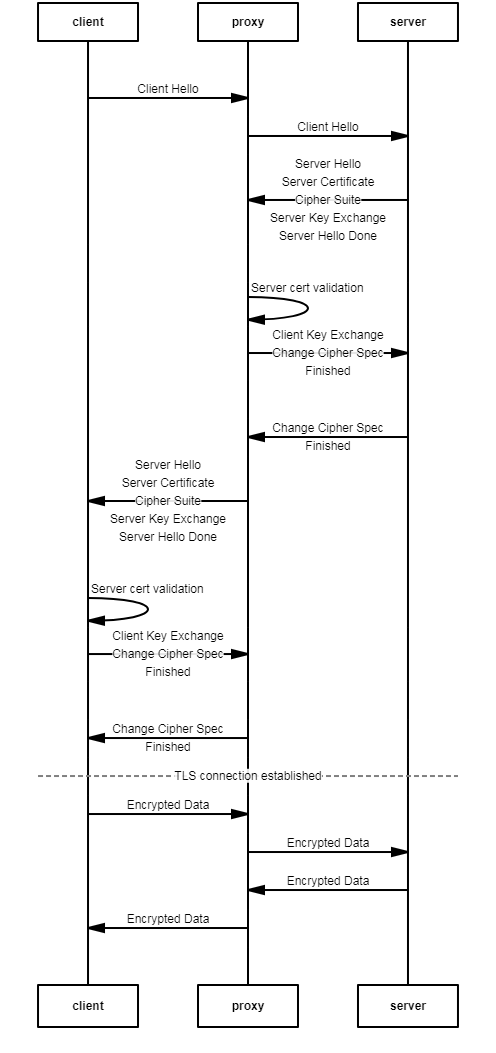 client proxy server
Client Hello
Client Hello
Server Hello
Server Certificate
Cipher Suite
Server Key Exchange
Server Hello Done
Server cert validation
Client Key Exchange
Change Cipher Spec
Finished
Change Cipher Spec
Finished
Server Hello
Server Certificate
Cipher Suite
Server Key Exchange
Server Hello Done
Server cert validation
Client Key Exchange
Change Cipher Spec
Finished
Change Cipher Spec
Finished
TLS connection established
Encrypted Data
Encrypted Data
Encrypted Data
Encrypted Data
client proxy server